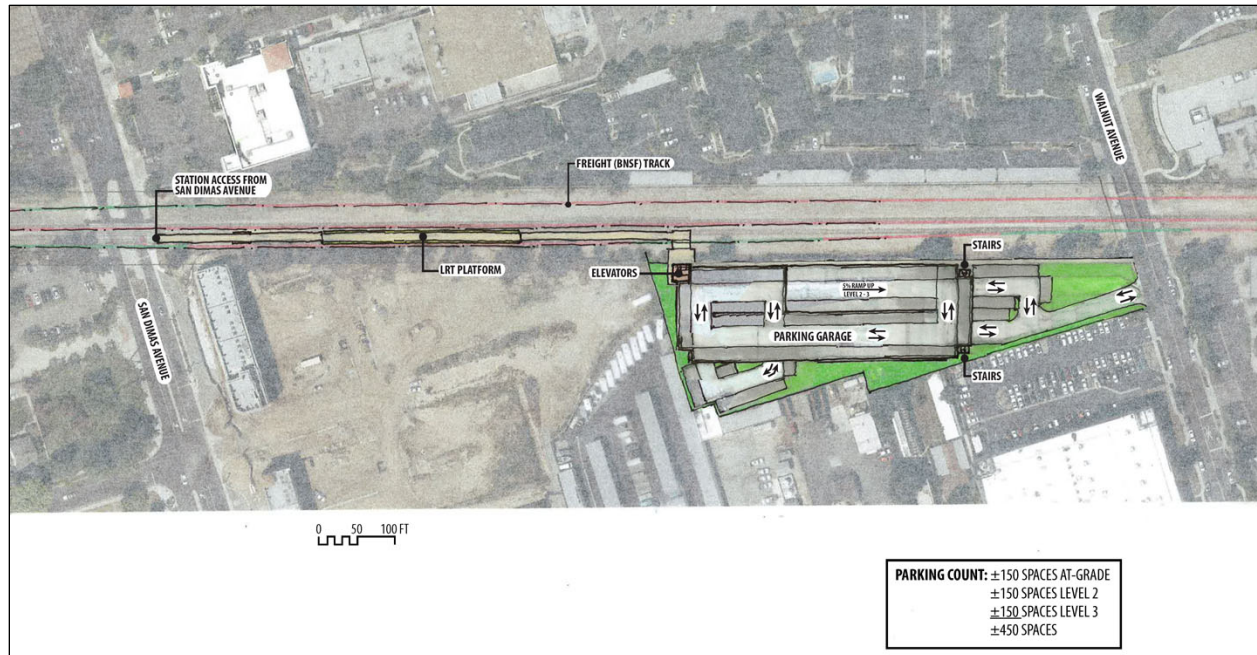 WALNUT AVENUE
FREIGHT (BNSF) TRACK
STATION ACCESS FROM
SAN DIMAS AVENUE
STAIRS
LRT PLATFORM
ELEVATORS
5% RAMP UP
LEVEL 2 - 3
SAN DIMAS AVENUE
PARKING GARAGE
STAIRS
0 50 100 FT
PARKING COUNT: ±150 SPACES AT-GRADE
±150 SPACES LEVEL 2
±150 SPACES LEVEL 3
±450 SPACES